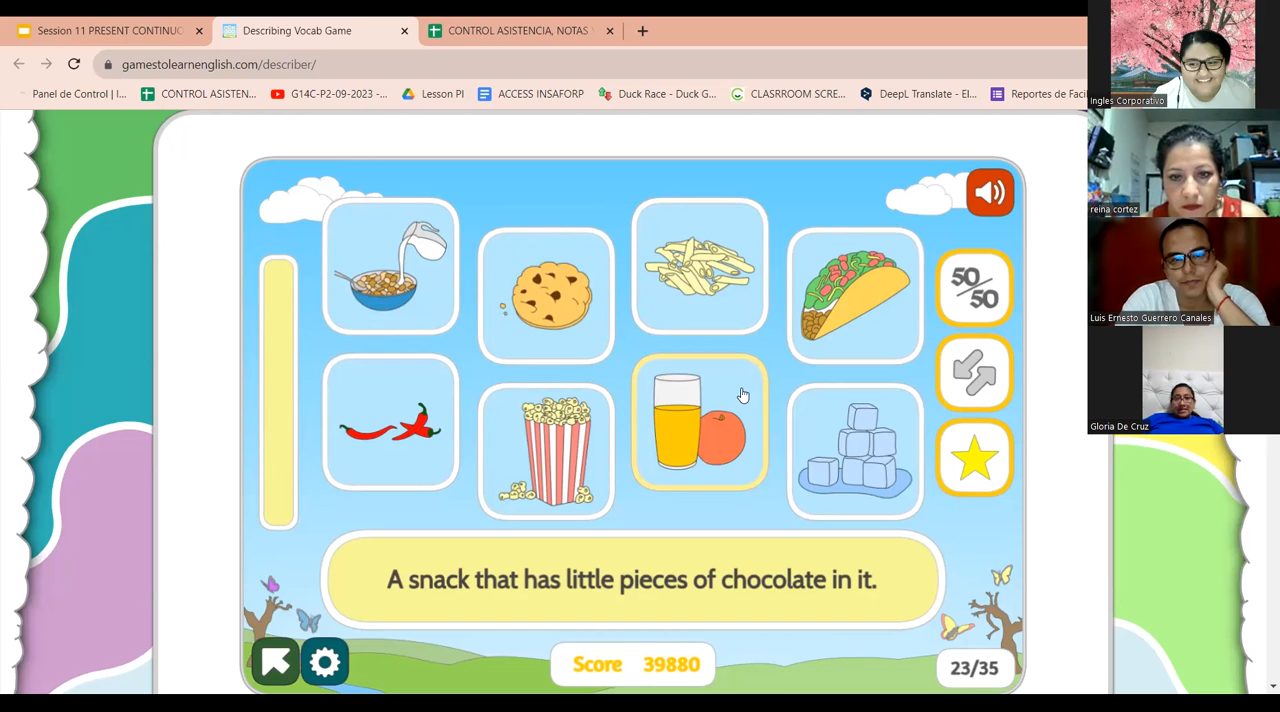 Session 11 PRESENT CONTINUO
Describing Vocab Game
CONTROL ASISTENCIA, NOTAS
gamestolearnenglish.com/describer/
Panel de Control | I...
CONTROL ASISTEN...
G14C-P2-09-2023 -...
Lesson PI
ACCESS INSAFORP
Duck Race - Duck G...
CLASRROOM SCRE...
DeepL Translate - El...
Reportes de Facil
Ingles Corporativo
reina cortez
Luis Ernesto Guerrero Canales
Gloria De Cruz
50/50
A snack that has little pieces of chocolate in it.
Score 39880
23/35